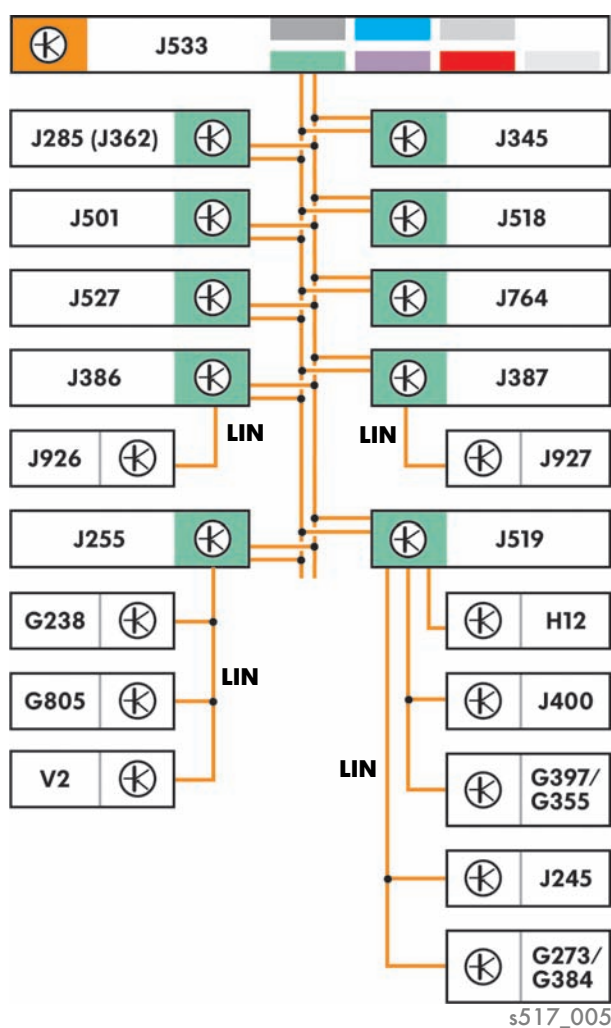 J533
J285 (J362)
J345
J501
J518
J527
J764
J386
J387
LIN
LIN
J926
J927
J255
J519
G238
H12
LIN
G805
J400
LIN
V2
G397/
G355
J245
G273/
G384
s517_005